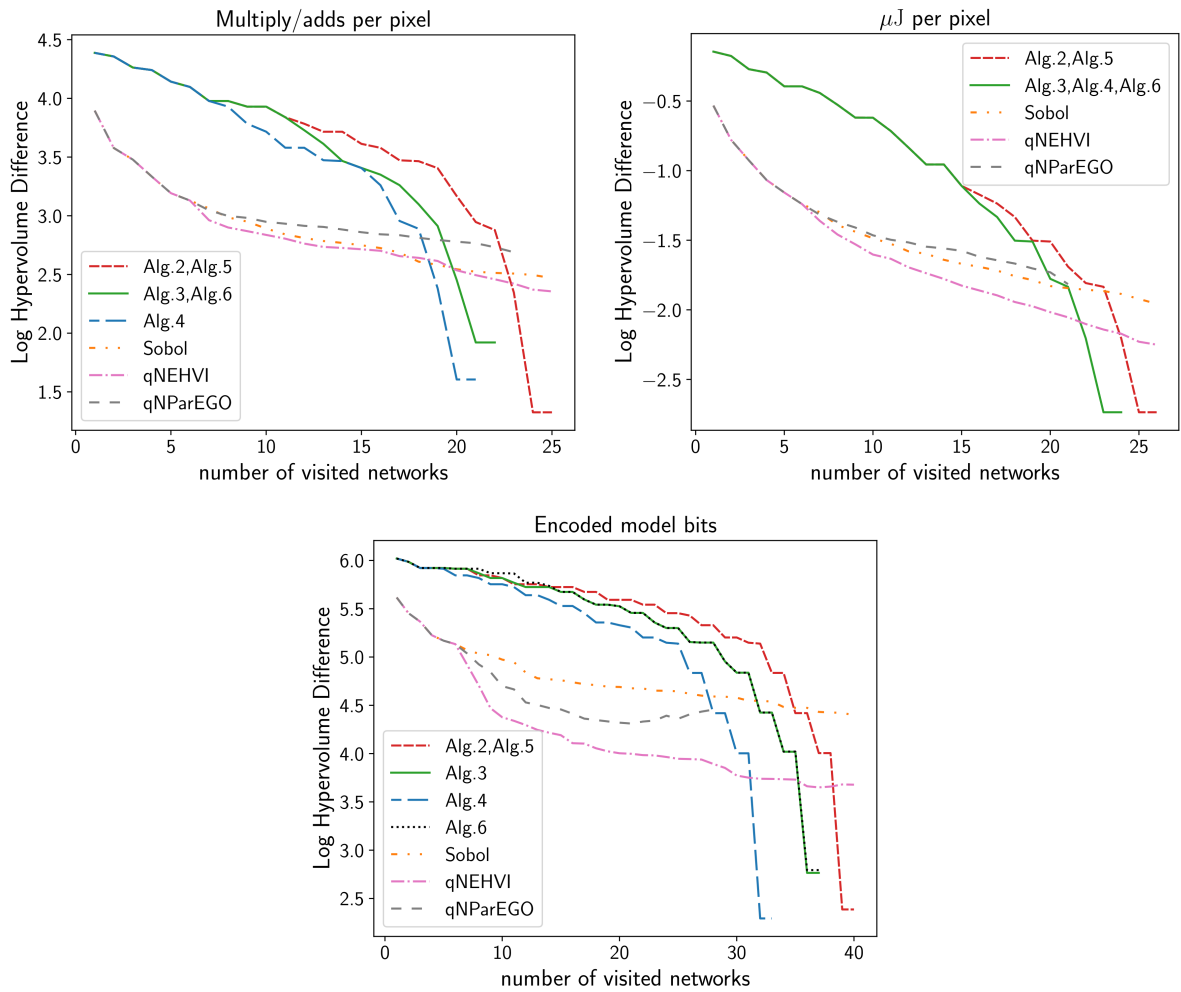 Multiply/adds per pixel
Log Hypervolume Difference
4.5
4.0
3.5
3.0
2.5
2.0
1.5
Alg.2,Alg.5
Alg.3,Alg.6
Alg.4
Sobol
qNEHVI
qNParEGO
0 5 10 15 20 25
number of visited networks
μJ per pixel
Log Hypervolume Difference
−0.5
−1.0
−1.5
−2.0
−2.5
Alg.2,Alg.5
Alg.3,Alg.4,Alg.6
Sobol
qNEHVI
qNParEGO
0 5 10 15 20 25
number of visited networks
Encoded model bits
Log Hypervolume Difference
6.0
5.5
5.0
4.5
4.0
3.5
3.0
2.5
Alg.2,Alg.5
Alg.3
Alg.4
Alg.6
Sobol
qNEHVI
qNParEGO
0 10 20 30 40
number of visited networks